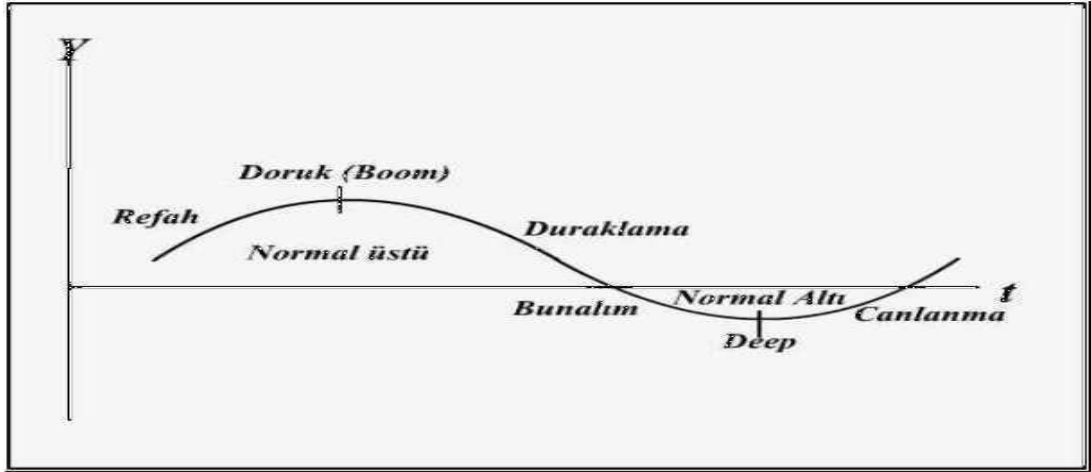 Y
Doruk (Boom)
Refah
Duraklama
Normal üstü
t
Normal Altı
Bunalım
Canlanma
Deep